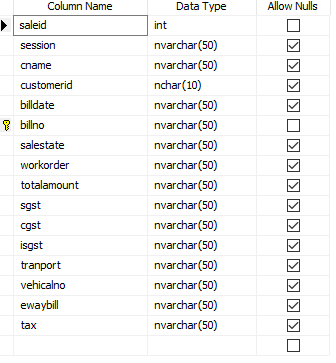 Column Name Data Type Allow Nulls
saleid int
session nvarchar(50)
cname nvarchar(50)
customerid nchar(10)
billdate nvarchar(50)
billno nvarchar(50)
salestate nvarchar(50)
workorder nvarchar(50)
totalamount nvarchar(50)
sgst nvarchar(50)
cgst nvarchar(50)
isgst nvarchar(50)
tranport nvarchar(50)
vehicalno nvarchar(50)
ewaybill nvarchar(50)
tax nvarchar(50)